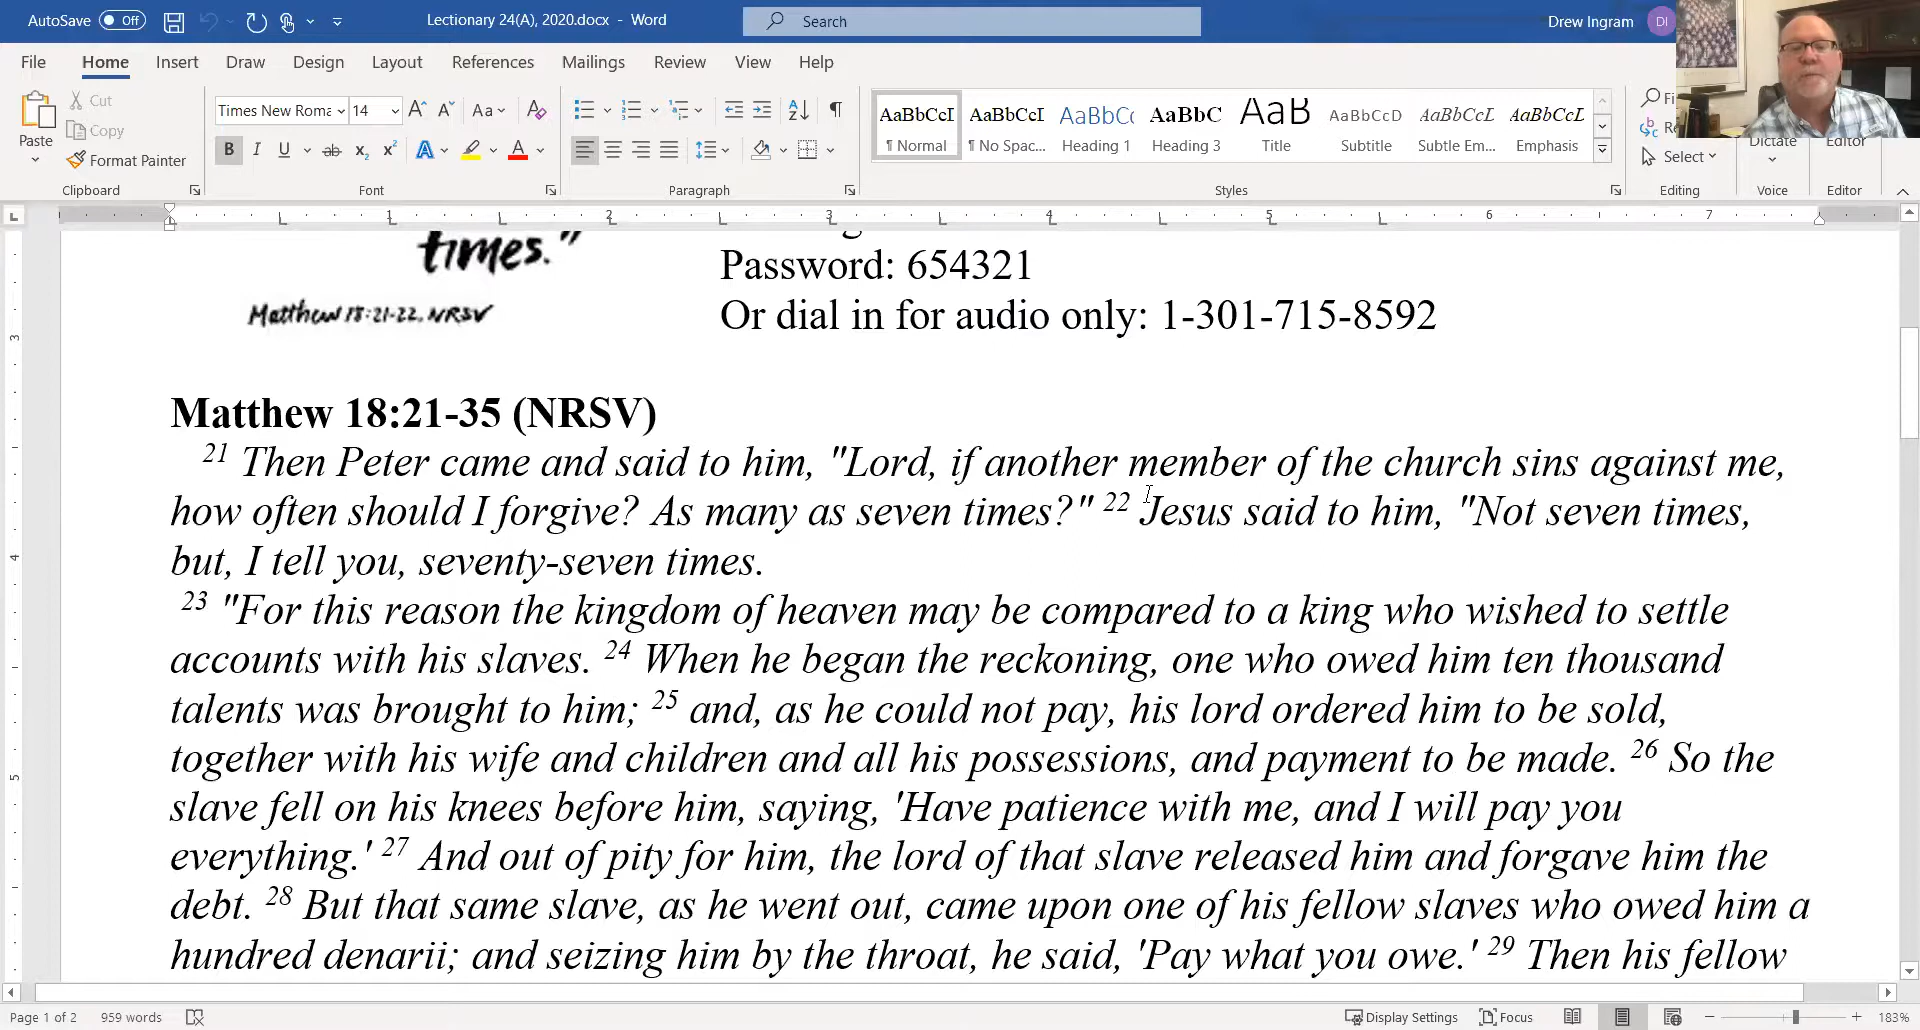 AutoSave Off Lectionary 24(A), 2020.docx - Word Search Drew Ingram DI
File Home Insert Draw Design Layout References Mailings Review View Help
Paste Cut Copy Format Painter
Clipboard
Times New Roma 14
Font
Paragraph
AaBbCcI AaBbCcI AaBbCc AaBbC AaB AaBbCcD AaBbCcL AaBbCcL
¶ Normal ¶ No Spac... Heading 1 Heading 3 Title Subtitle Subtle Em... Emphasis
Styles
Select
Editing
Dictate
Voice
Editor
Editor
1 2 3 4 5 6 7
times."
Matthew 18:21-22, NRSV
Password: 654321
Or dial in for audio only: 1-301-715-8592
Matthew 18:21-35 (NRSV)
21 Then Peter came and said to him, "Lord, if another member of the church sins against me,
how often should I forgive? As many as seven times?" 22 Jesus said to him, "Not seven times,
but, I tell you, seventy-seven times.
23 "For this reason the kingdom of heaven may be compared to a king who wished to settle
accounts with his slaves. 24 When he began the reckoning, one who owed him ten thousand
talents was brought to him; 25 and, as he could not pay, his lord ordered him to be sold,
together with his wife and children and all his possessions, and payment to be made. 26 So the
slave fell on his knees before him, saying, 'Have patience with me, and I will pay you
everything.' 27 And out of pity for him, the lord of that slave released him and forgave him the
debt. 28 But that same slave, as he went out, came upon one of his fellow slaves who owed him a
hundred denarii; and seizing him by the throat, he said, 'Pay what you owe.' 29 Then his fellow
3
4
5
Page 1 of 2 959 words Display Settings Focus 183%